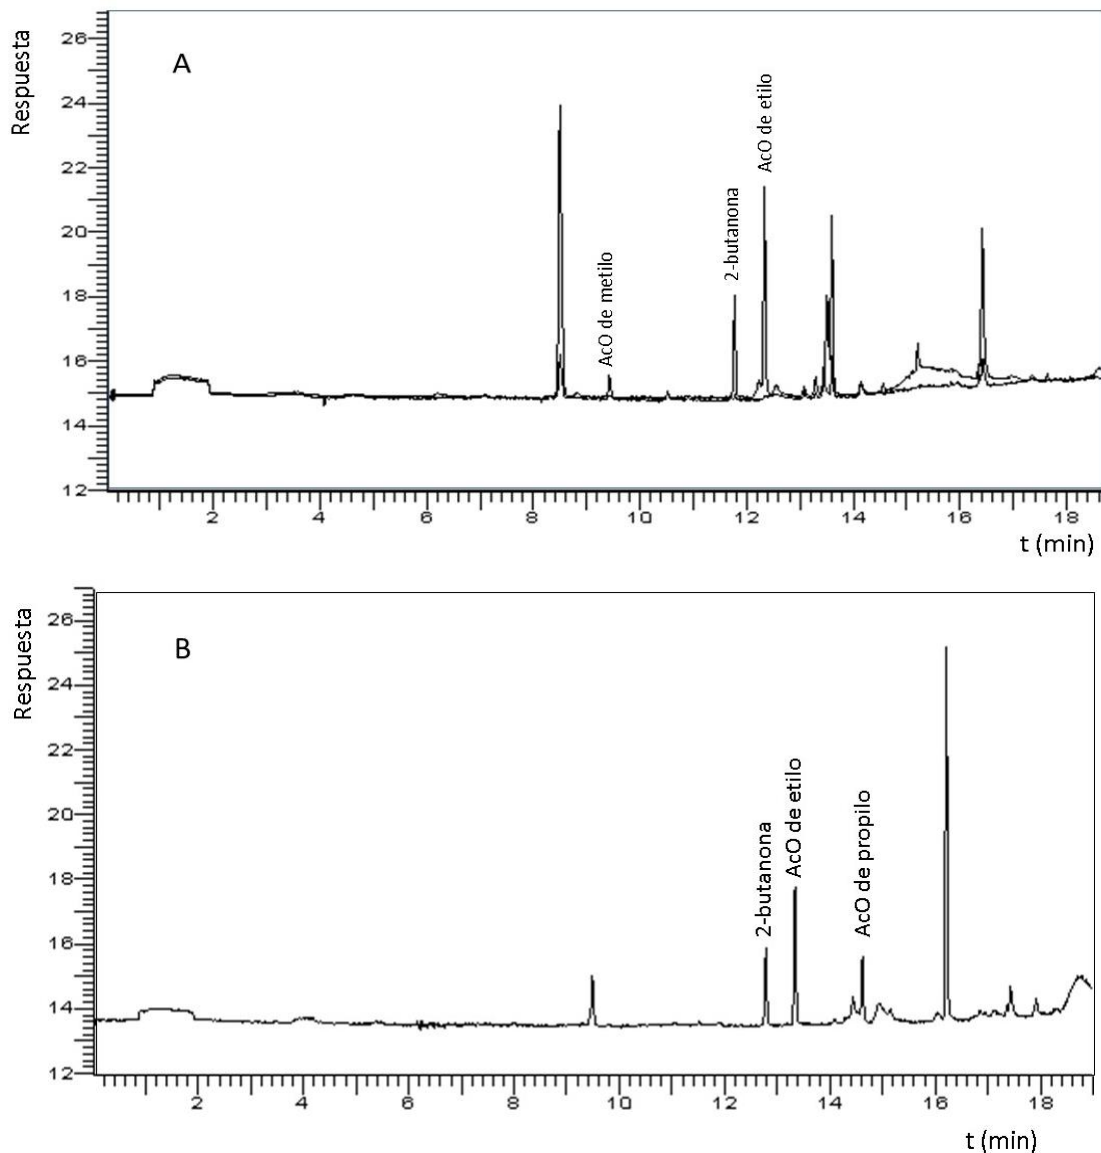 Respuesta
A
26
24
22
20
18
16
14
12
AcO de metilo
2-butanona
AcO de etilo
2
4
6
8
10
12
14
16
18
t (min)
Respuesta
B
26
24
22
20
18
16
14
12
2-butanona
AcO de etilo
AcO de propilo
2
4
6
8
10
12
14
16
18
t (min)